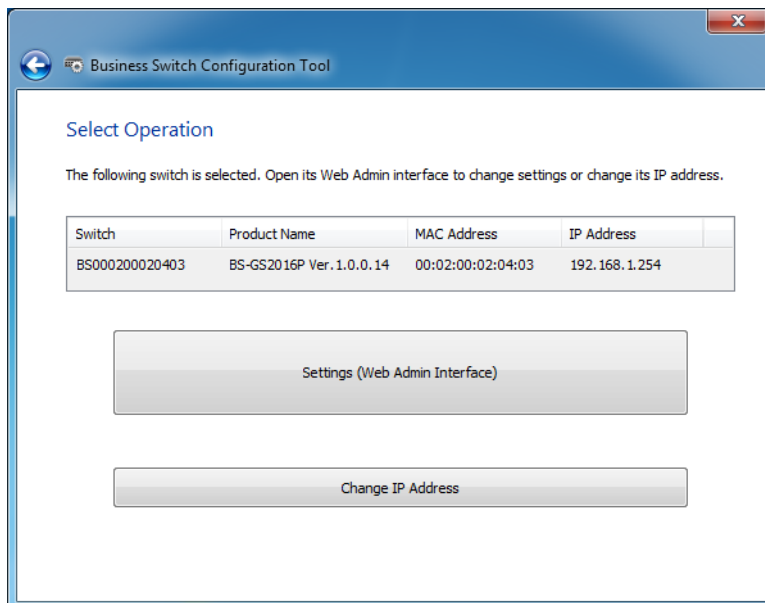 Business Switch Configuration Tool
Select Operation
The following switch is selected. Open its Web Admin interface to change settings or change its IP address.
Switch Product Name MAC Address IP Address
BS000200020403 BS-GS2016P Ver.1.0.0.14 00:02:00:02:04:03 192.168.1.254
Settings (Web Admin Interface)
Change IP Address